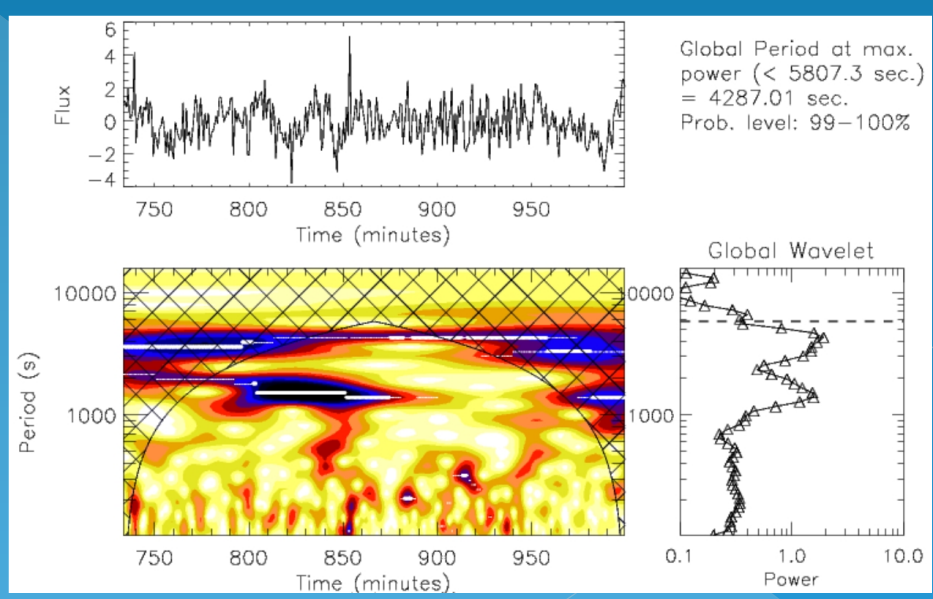 6
4
2
0
−2
−4
Flux
750 800 850 900 950
Time (minutes)
Global Period at max.
power (< 5807.3 sec.)
= 4287.01 sec.
Prob. level: 99−100%
10000
1000
Period (s)
750 800 850 900 950
Time (minutes)
Global Wavelet
0000
1000
0.1 1.0 10.0
Power